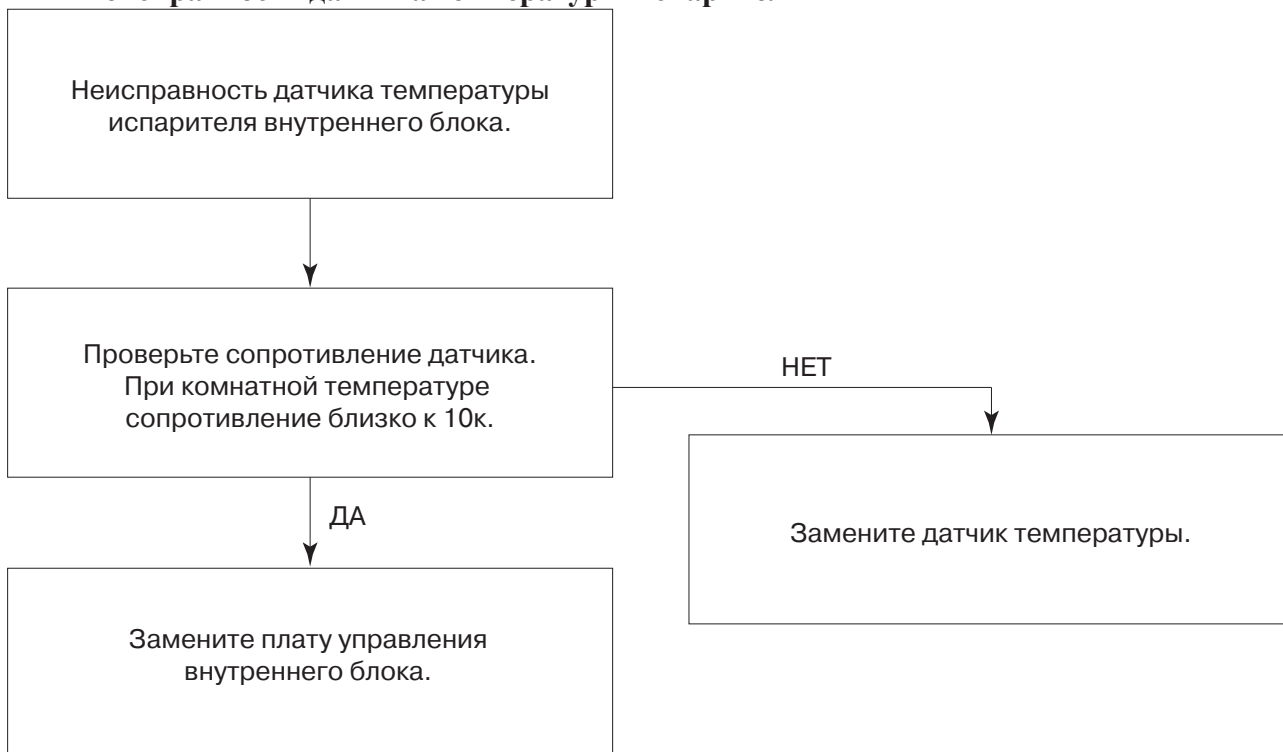 Неисправность датчика температуры
испарителя внутреннего блока.
Проверьте сопротивление датчика.
При комнатной температуре
сопротивление близко к 10к.
НЕТ
ДА
Замените датчик температуры.
Замените плату управления
внутреннего блока.